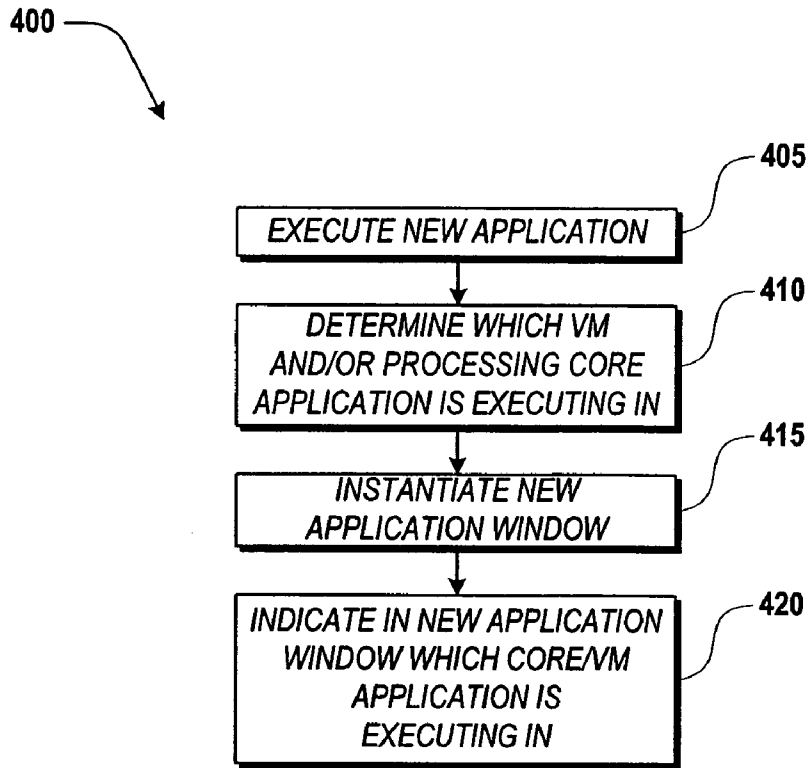 400
405
EXECUTE NEW APPLICATION
410
DETERMINE WHICH VM
AND/OR PROCESSING CORE
APPLICATION IS EXECUTING IN
415
INSTANTIATE NEW
APPLICATION WINDOW
420
INDICATE IN NEW APPLICATION
WINDOW WHICH CORE/VM
APPLICATION IS
EXECUTING IN